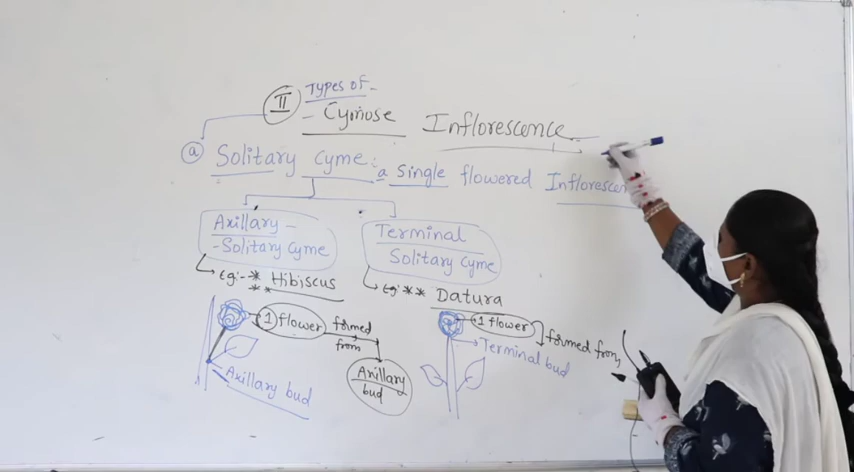 II Types of -
- Cymose Inflorescence
a Solitary cyme: a single flowered Inflorescen
Axillary -
- Solitary Cyme
Terminal
Solitary Cyme
eg:- * Hibiscus
**
eg: ** Datura
1 flower formed
from
Axillary
bud
Axillary bud
1 flower formed from,
Terminal bud